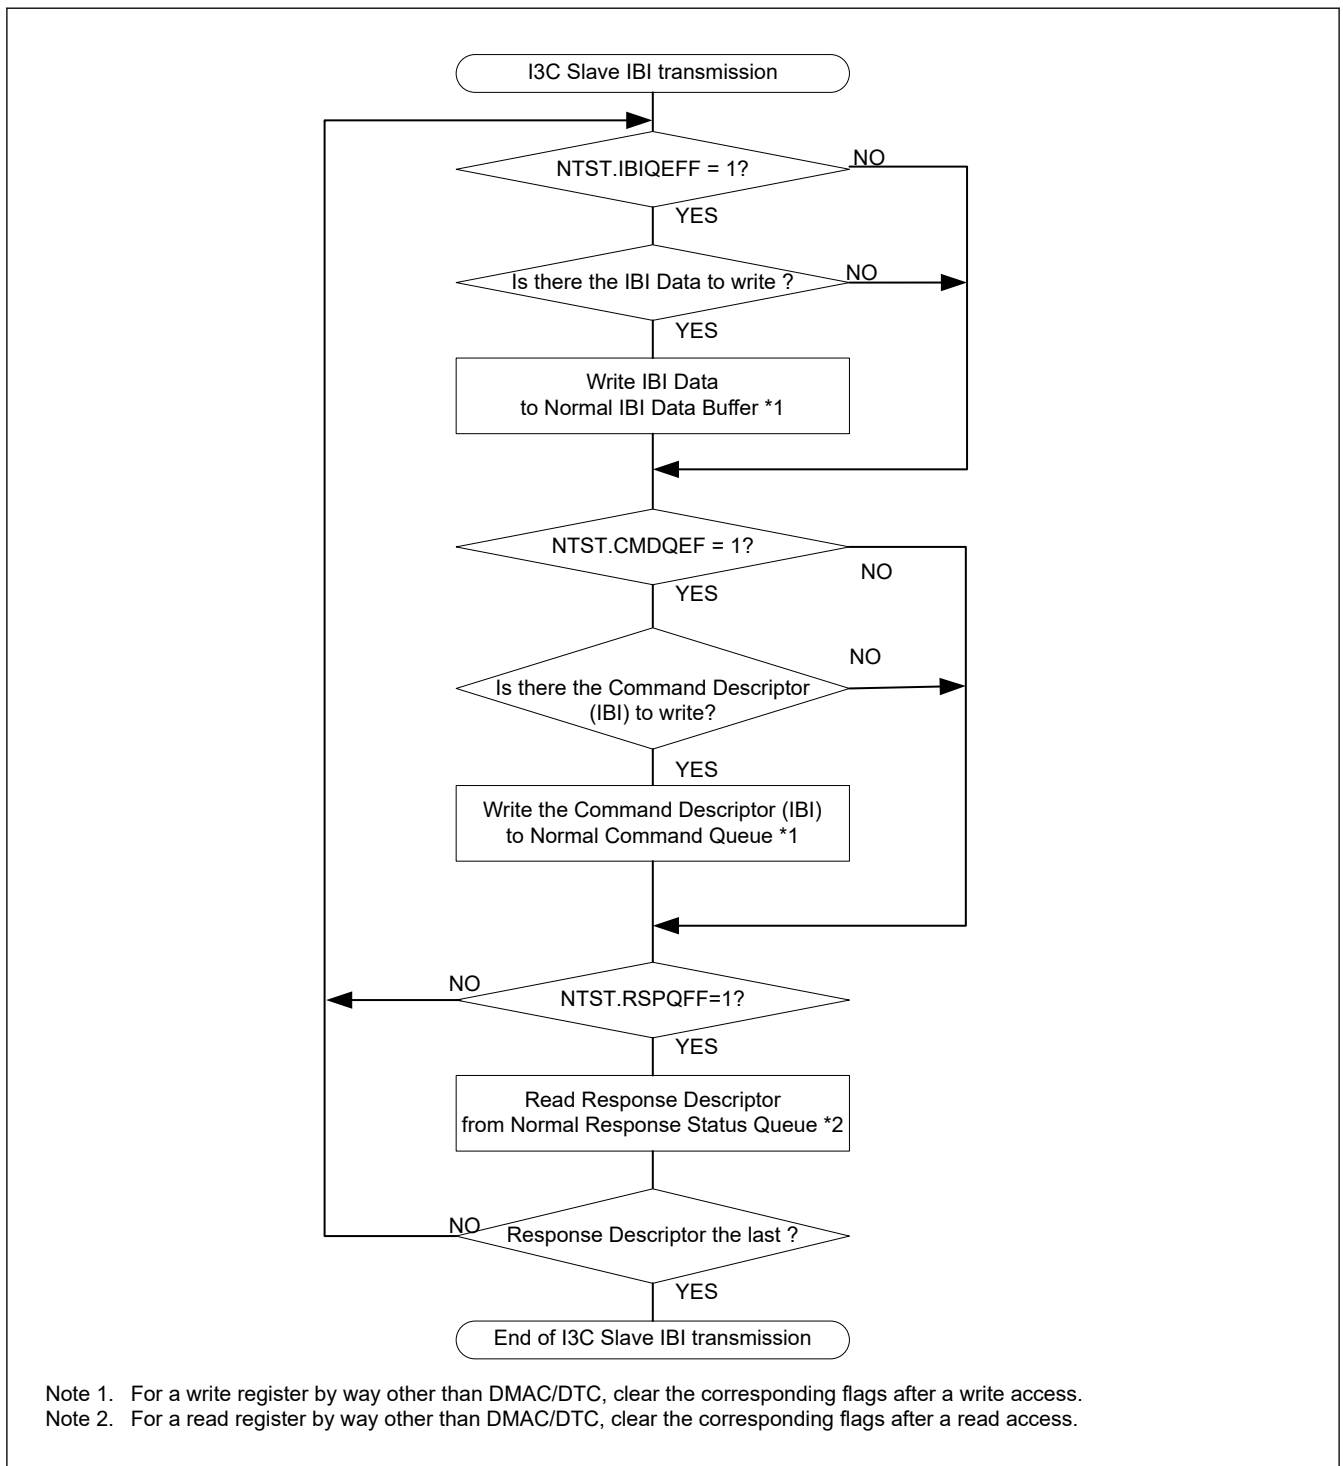 I3C Slave IBI transmission
NTST.IBIQEFF = 1?
NO
YES
Is there the IBI Data to write ?
NO
YES
Write IBI Data
to Normal IBI Data Buffer *1
NTST.CMDQEF = 1?
NO
YES
NO
Is there the Command Descriptor
(IBI) to write?
YES
Write the Command Descriptor (IBI)
to Normal Command Queue *1
NO
NTST.RSPQFF=1?
YES
Read Response Descriptor
from Normal Response Status Queue *2
NO
Response Descriptor the last ?
YES
End of I3C Slave IBI transmission
Note 1. For a write register by way other than DMAC/DTC, clear the corresponding flags after a write access.
Note 2. For a read register by way other than DMAC/DTC, clear the corresponding flags after a read access.